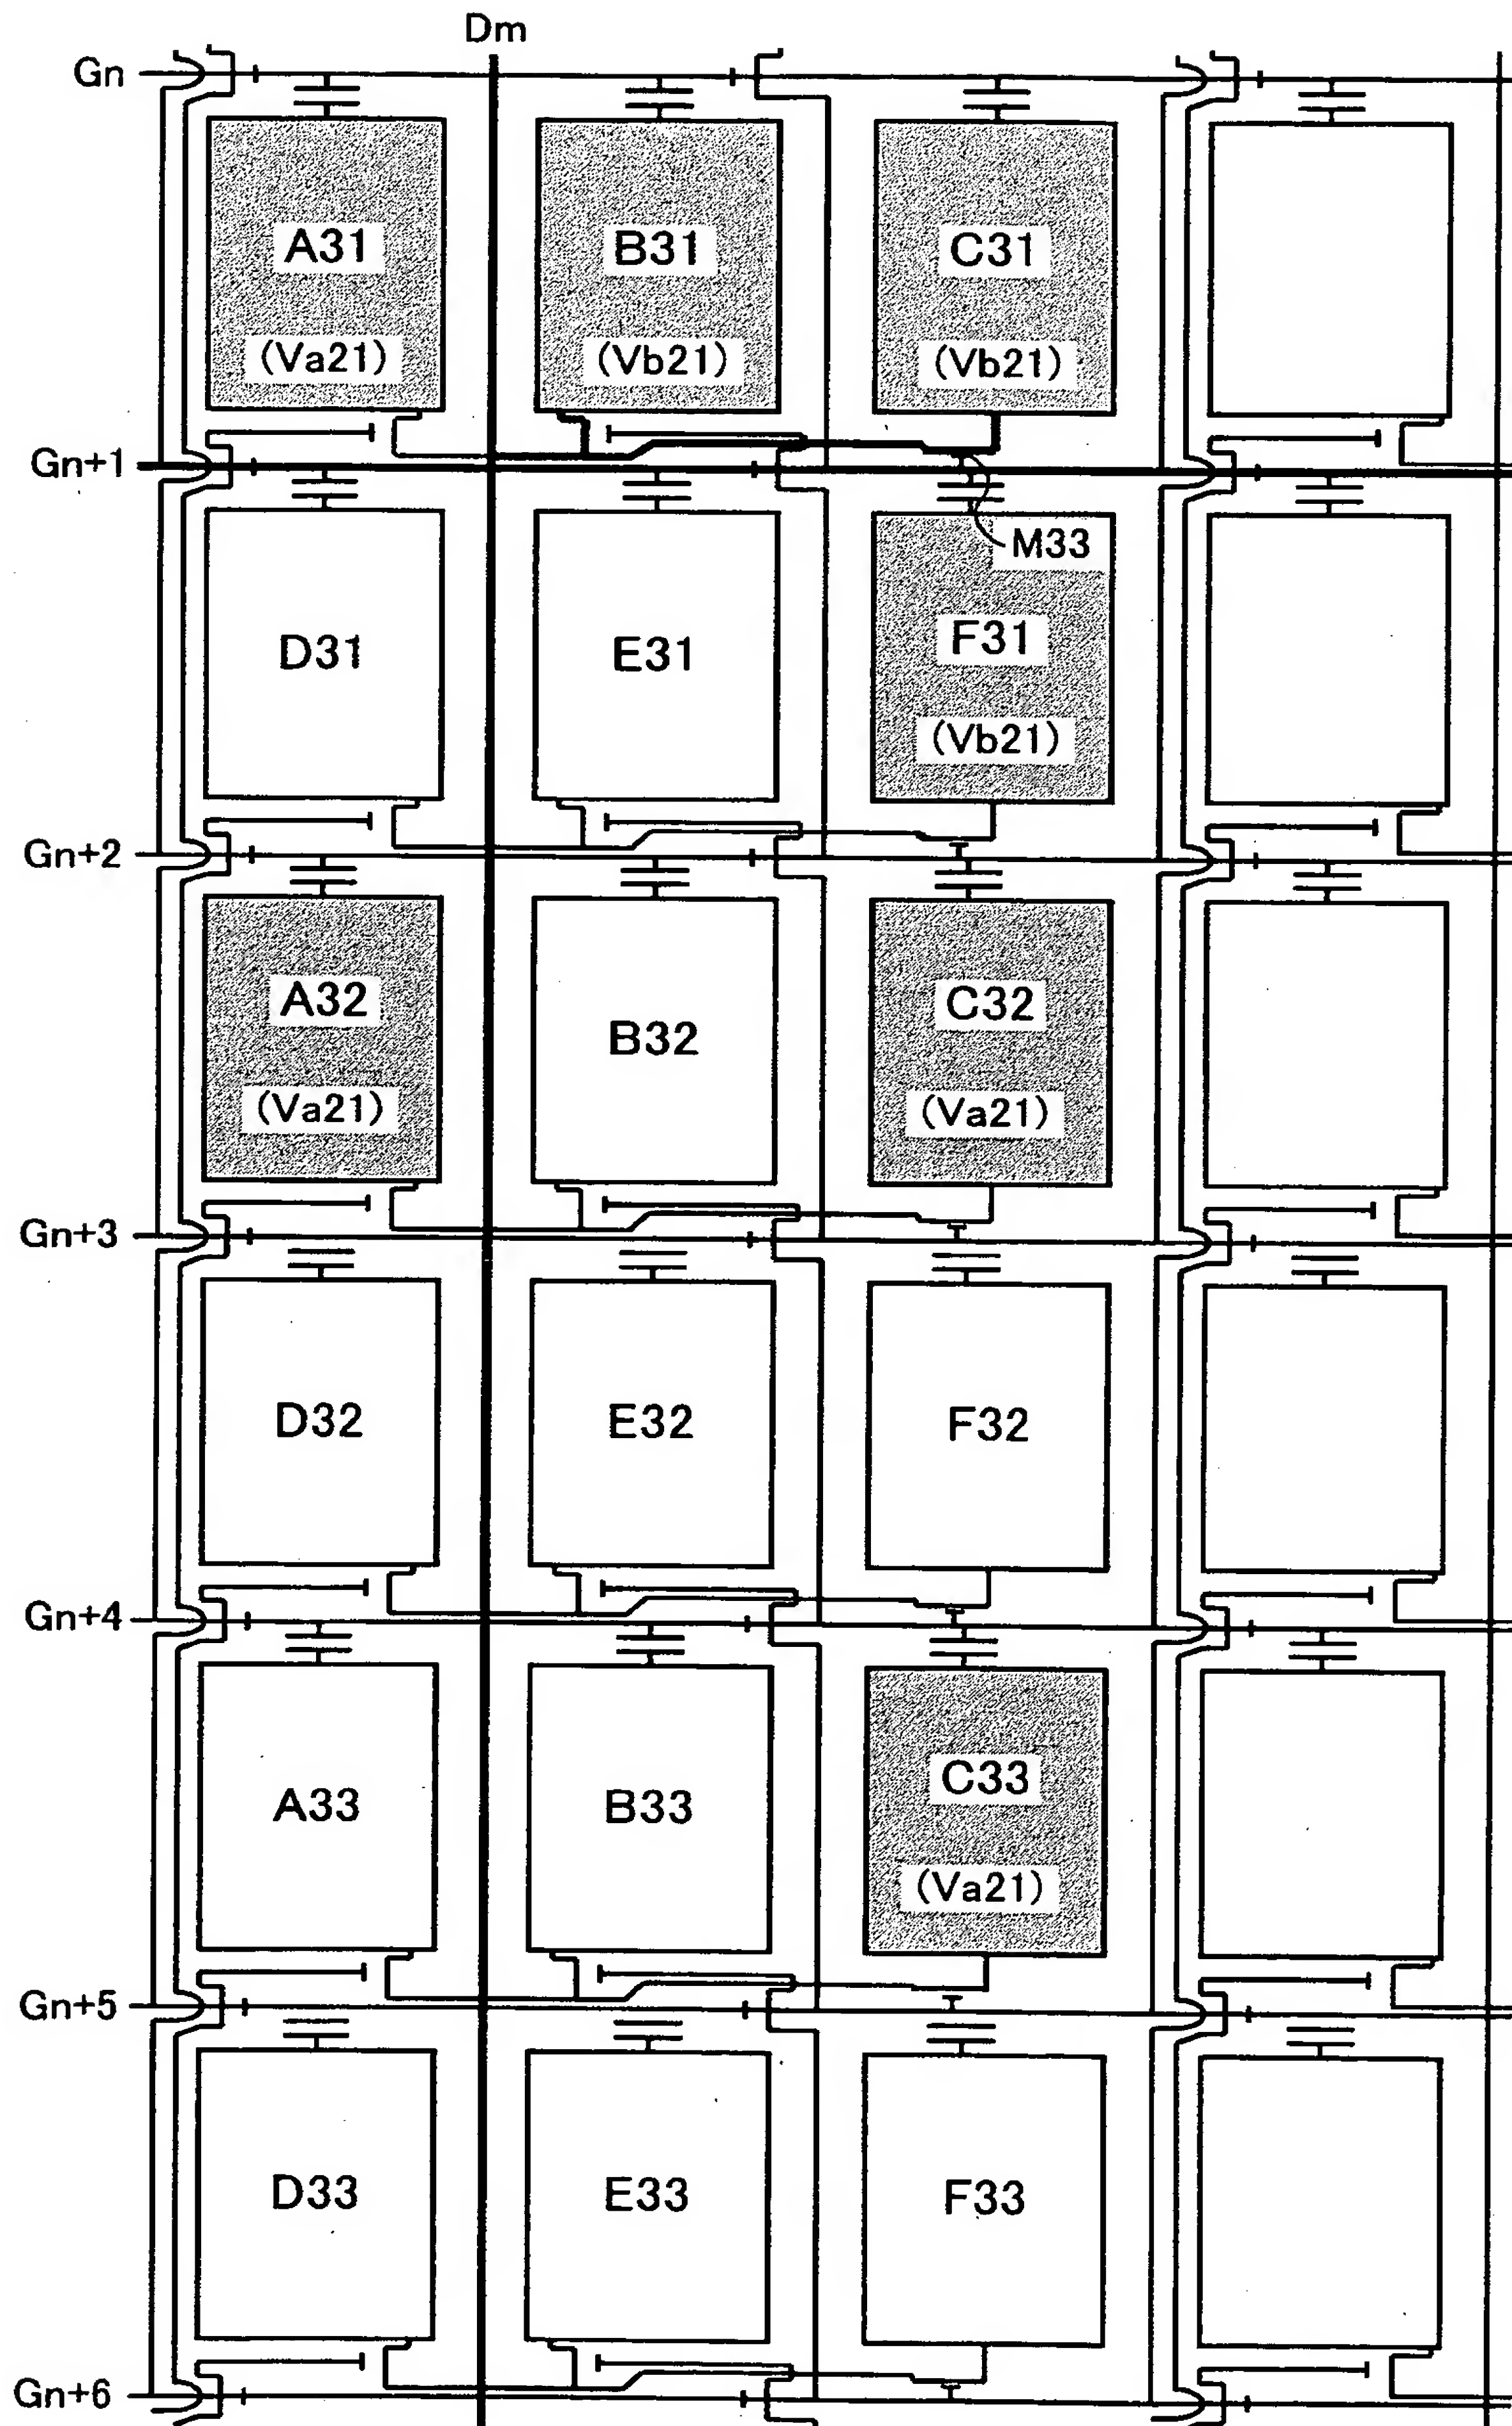 Dm
Gn
A31
B31
C31
(Va21)
(Vb21)
(Vb21)
Gn+1
M33
D31
E31
F31
(Vb21)
Gn+2
A32
B32
C32
(Va21)
(Va21)
Gn+3
D32
E32
F32
Gn+4
A33
B33
C33
(Va21)
Gn+5
D33
E33
F33
Gn+6